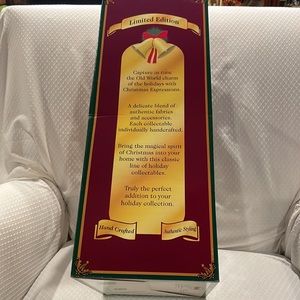 Limited Edition
Capture in time
the Old World charm
of the holidays with
Christmas Expressions.
A delicate blend of
authentic fabrics
and accessories.
Each collectable
individually handcrafted.
Bring the magical spirit
of Christmas into your
home with this classic
line of holiday
collectables.
Truly the perfect
addition to your
holiday collection.
Hand Crafted
Authentic Styling